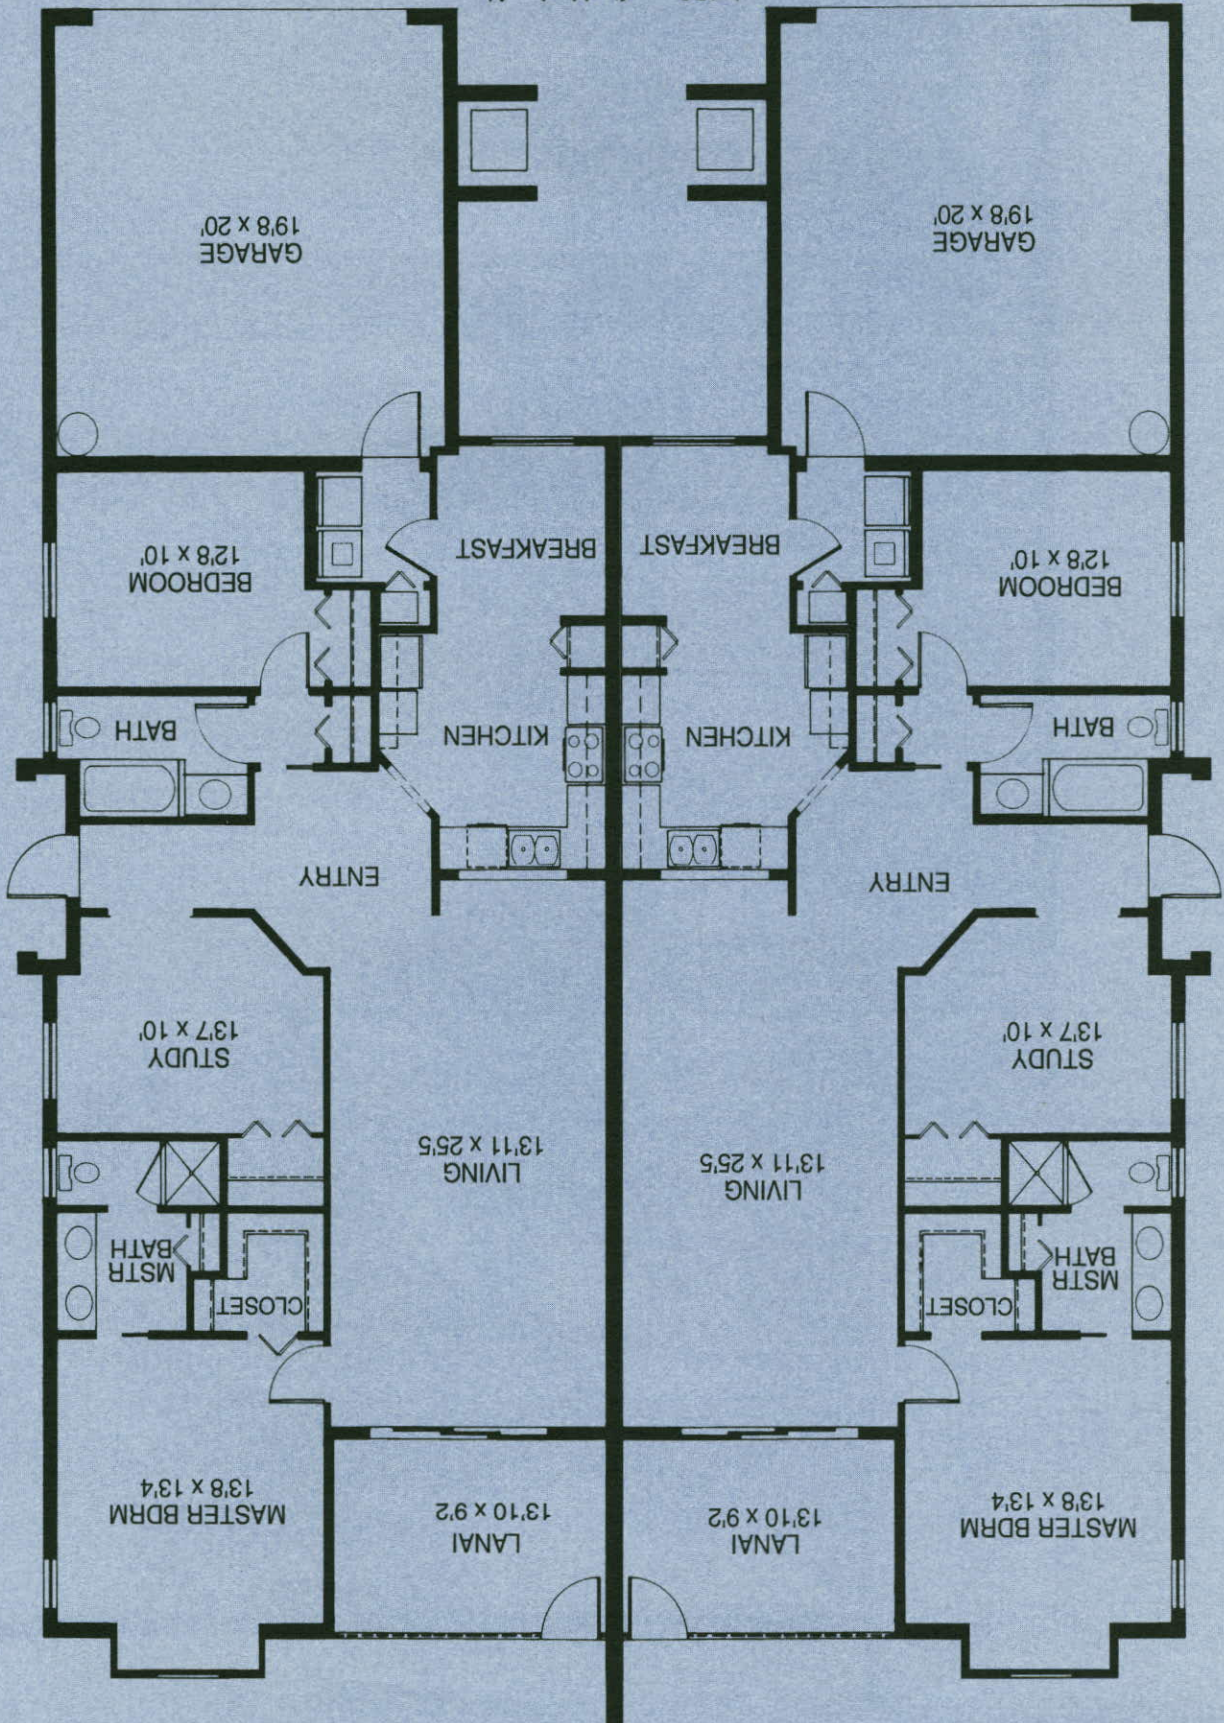 MASTER BDRM
13'8 x 13'4
LANAI
13'10 x 9'2
LANAI
13'10 x 9'2
MASTER BDRM
13'8 x 13'4
MSTR
BATH
CLOSET
CLOSET
MSTR
BATH
LIVING
13'11 x 25'5
LIVING
13'11 x 25'5
STUDY
13'7 x 10'
STUDY
13'7 x 10'
ENTRY
ENTRY
BATH
KITCHEN
KITCHEN
BATH
BEDROOM
12'8 x 10'
BREAKFAST
BREAKFAST
BEDROOM
12'8 x 10'
GARAGE
19'8 x 20'
GARAGE
19'8 x 20'